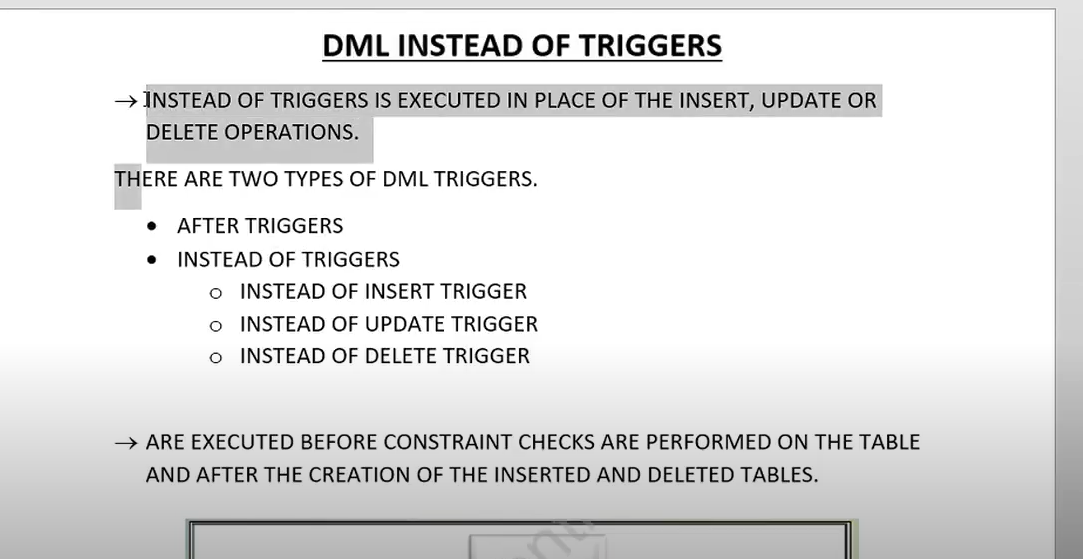 DML INSTEAD OF TRIGGERS
→ INSTEAD OF TRIGGERS IS EXECUTED IN PLACE OF THE INSERT, UPDATE OR
DELETE OPERATIONS.
THERE ARE TWO TYPES OF DML TRIGGERS.
• AFTER TRIGGERS
• INSTEAD OF TRIGGERS
o INSTEAD OF INSERT TRIGGER
o INSTEAD OF UPDATE TRIGGER
o INSTEAD OF DELETE TRIGGER
→ ARE EXECUTED BEFORE CONSTRAINT CHECKS ARE PERFORMED ON THE TABLE
AND AFTER THE CREATION OF THE INSERTED AND DELETED TABLES.